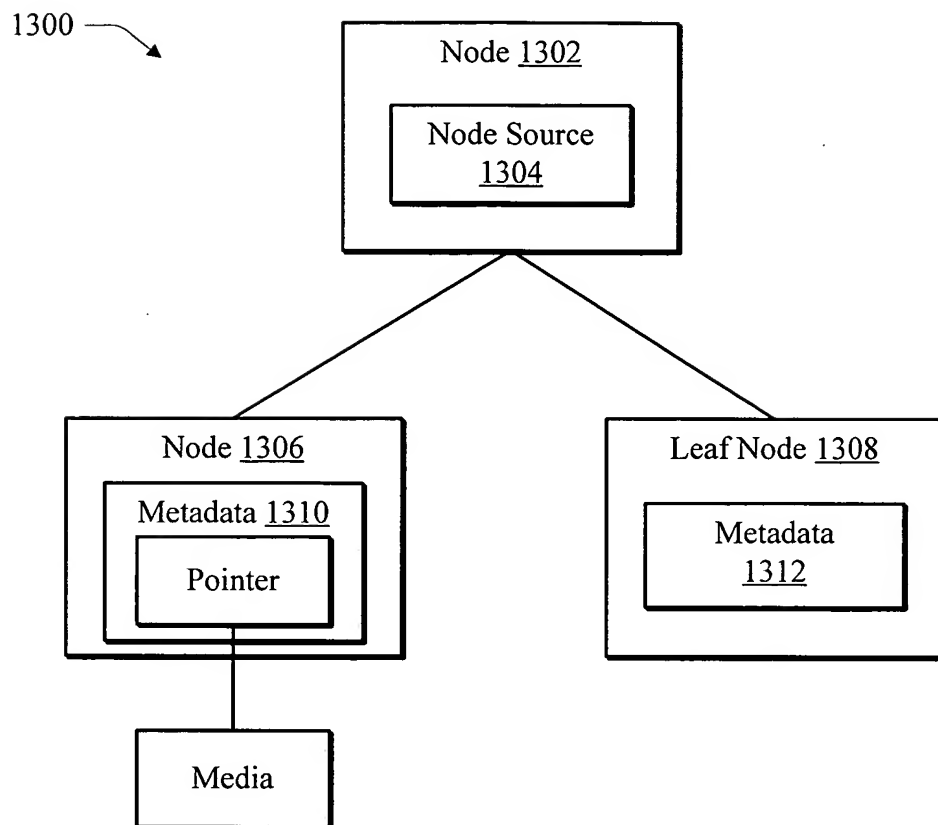 1300
Node 1302
Node Source
1304
Node 1306
Metadata 1310
Pointer
Media
Leaf Node 1308
Metadata
1312